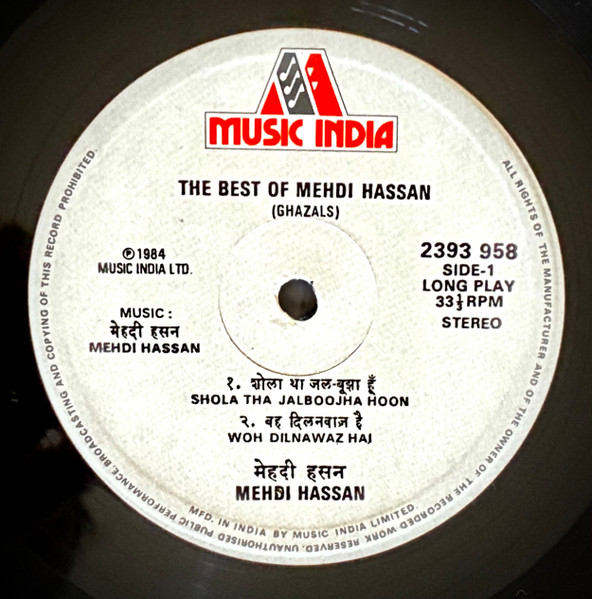 MUSIC INDIA
THE BEST OF MEHDI HASSAN
(GHAZALS)
℗ 1984
MUSIC INDIA LTD.
2393 958
SIDE-1
LONG PLAY
33⅓ RPM
STEREO
MUSIC :
मेहदी हसन
MEHDI HASSAN
१. शोला था जल-बूझा हूँ
SHOLA THA JALBOOJHA HOON
२. वह दिलनवाज़ है
WOH DILNAWAZ HAI
मेहदी हसन
MEHDI HASSAN
MFD. IN INDIA BY MUSIC INDIA LIMITED.
ALL RIGHTS OF THE MANUFACTURER AND OF THE OWNER OF THE RECORDED WORK RESERVED. UNAUTHORISED PUBLIC PERFORMANCE, BROADCASTING AND COPYING OF THIS RECORD PROHIBITED.